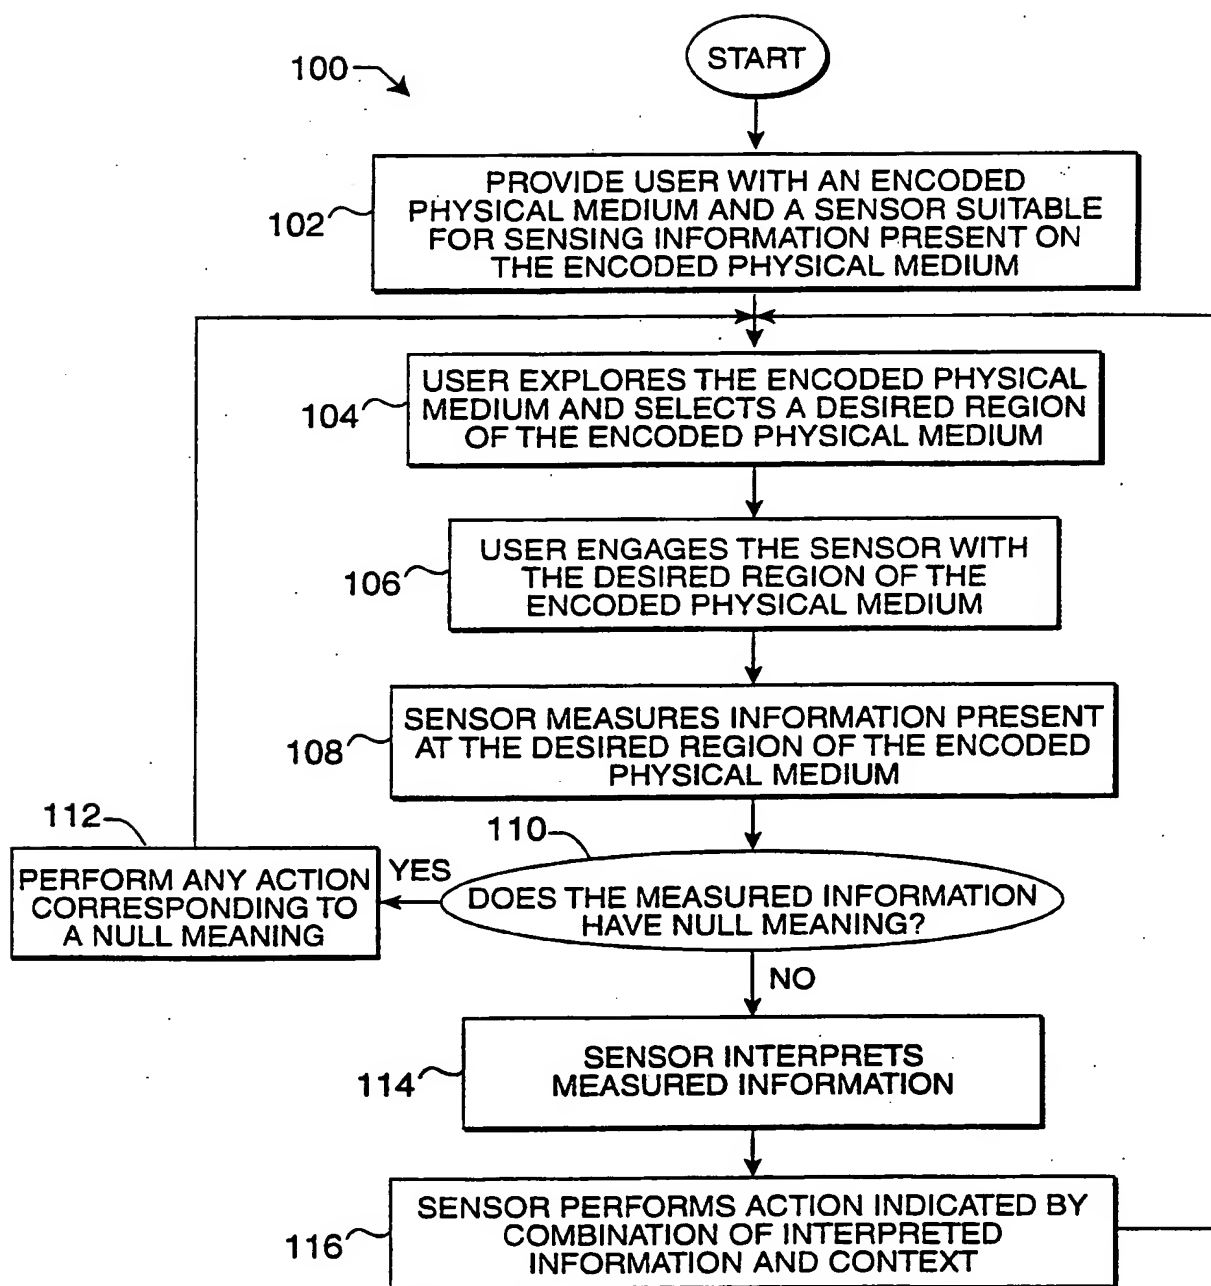 START
100
PROVIDE USER WITH AN ENCODED
PHYSICAL MEDIUM AND A SENSOR SUITABLE
FOR SENSING INFORMATION PRESENT ON
THE ENCODED PHYSICAL MEDIUM
102
USER EXPLORES THE ENCODED PHYSICAL
MEDIUM AND SELECTS A DESIRED REGION
OF THE ENCODED PHYSICAL MEDIUM
104
USER ENGAGES THE SENSOR WITH
THE DESIRED REGION OF THE
ENCODED PHYSICAL MEDIUM
106
SENSOR MEASURES INFORMATION PRESENT
AT THE DESIRED REGION OF THE ENCODED
PHYSICAL MEDIUM
108
110
DOES THE MEASURED INFORMATION
HAVE NULL MEANING?
YES
112
PERFORM ANY ACTION
CORRESPONDING TO
A NULL MEANING
NO
SENSOR INTERPRETS
MEASURED INFORMATION
114
SENSOR PERFORMS ACTION INDICATED BY
COMBINATION OF INTERPRETED
INFORMATION AND CONTEXT
116